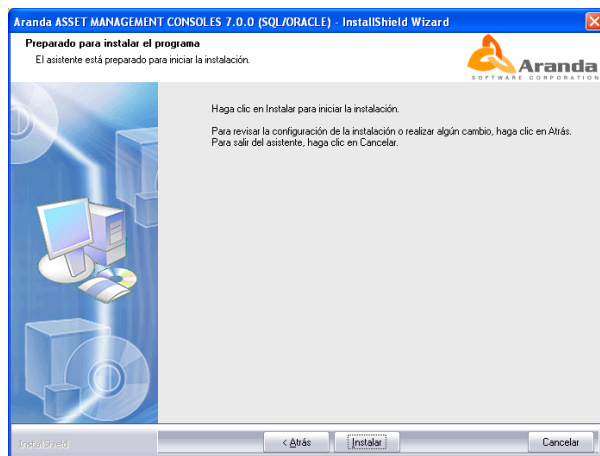 Aranda ASSET MANAGEMENT CONSOLES 7.0.0 (SQL/ORACLE) - InstallShield Wizard
Preparado para instalar el programa
El asistente está preparado para iniciar la instalación.
Aranda
SOFTWARE CORPORATION
Haga clic en Instalar para iniciar la instalación.
Para revisar la configuración de la instalación o realizar algún cambio, haga clic en Atrás.
Para salir del asistente, haga clic en Cancelar.
InstallShield
< Atrás
Instalar
Cancelar